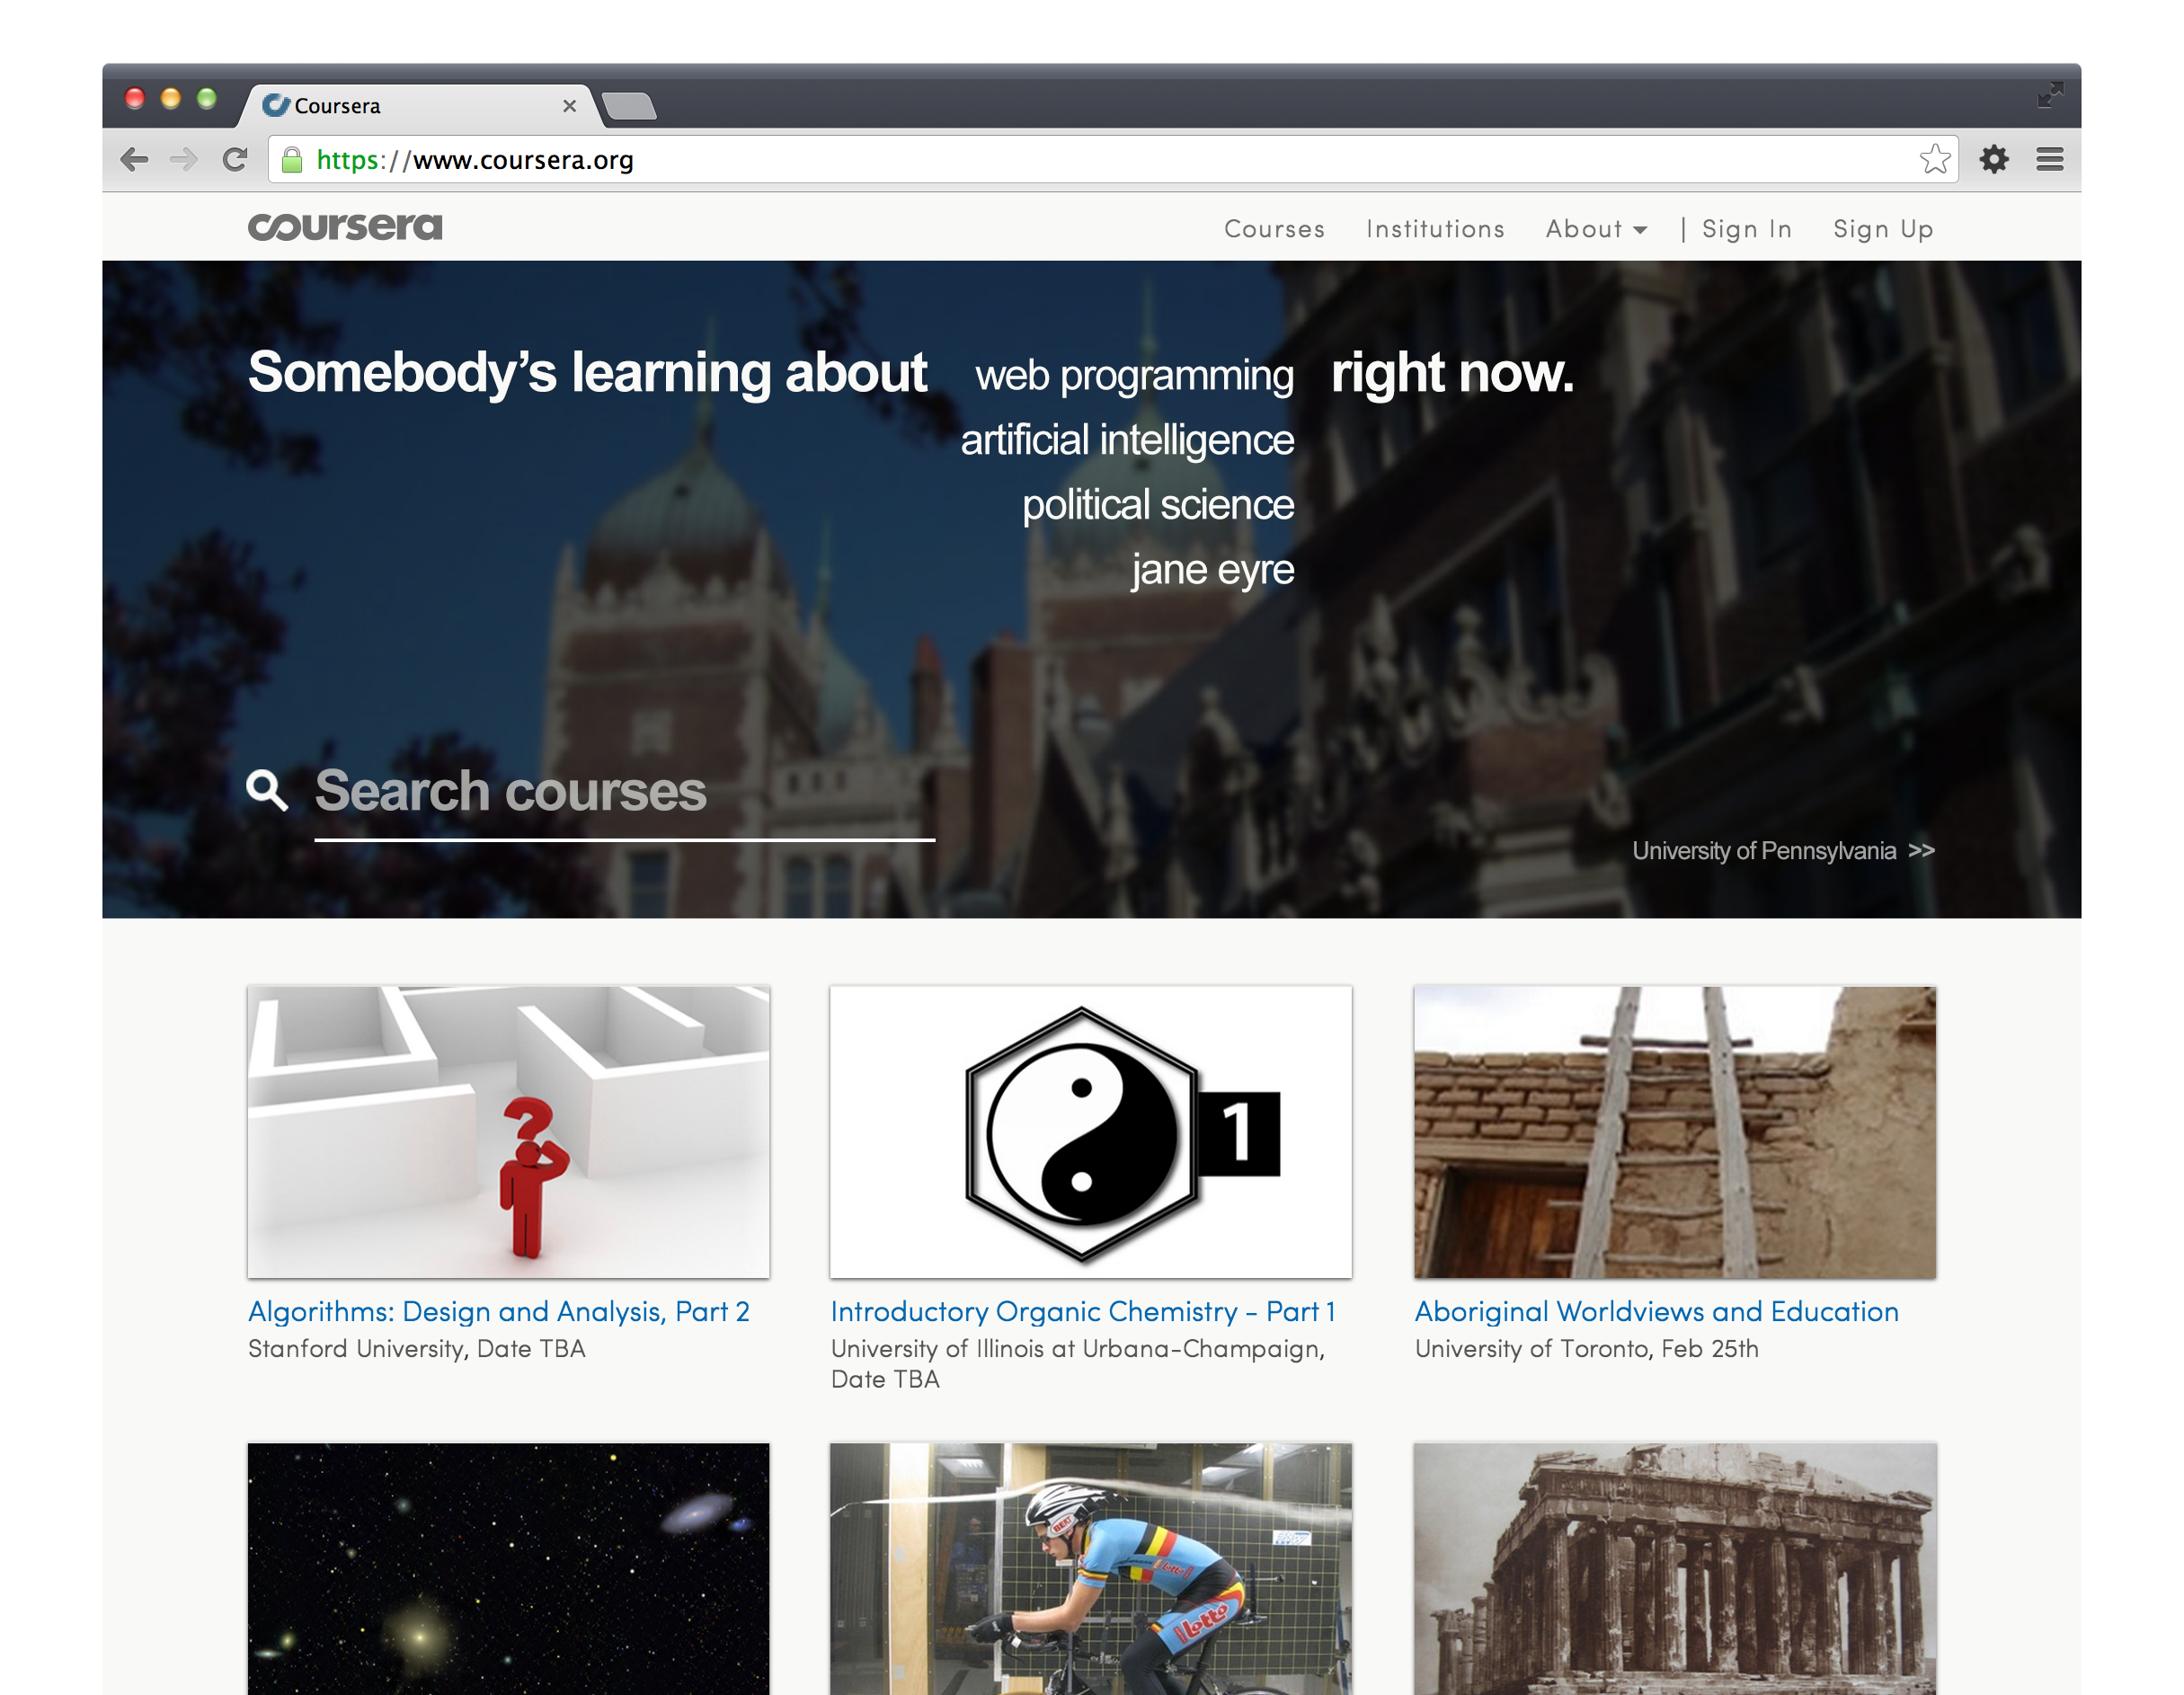 Coursera
https://www.coursera.org
coursera
Courses Institutions About | Sign In Sign Up
Somebody's learning about web programming right now.
artificial intelligence
political science
jane eyre
Search courses
University of Pennsylvania >>
1
Algorithms: Design and Analysis, Part 2
Stanford University, Date TBA
Introductory Organic Chemistry - Part 1
University of Illinois at Urbana-Champaign,
Date TBA
Aboriginal Worldviews and Education
University of Toronto, Feb 25th
BERT
Lotto
Lotto